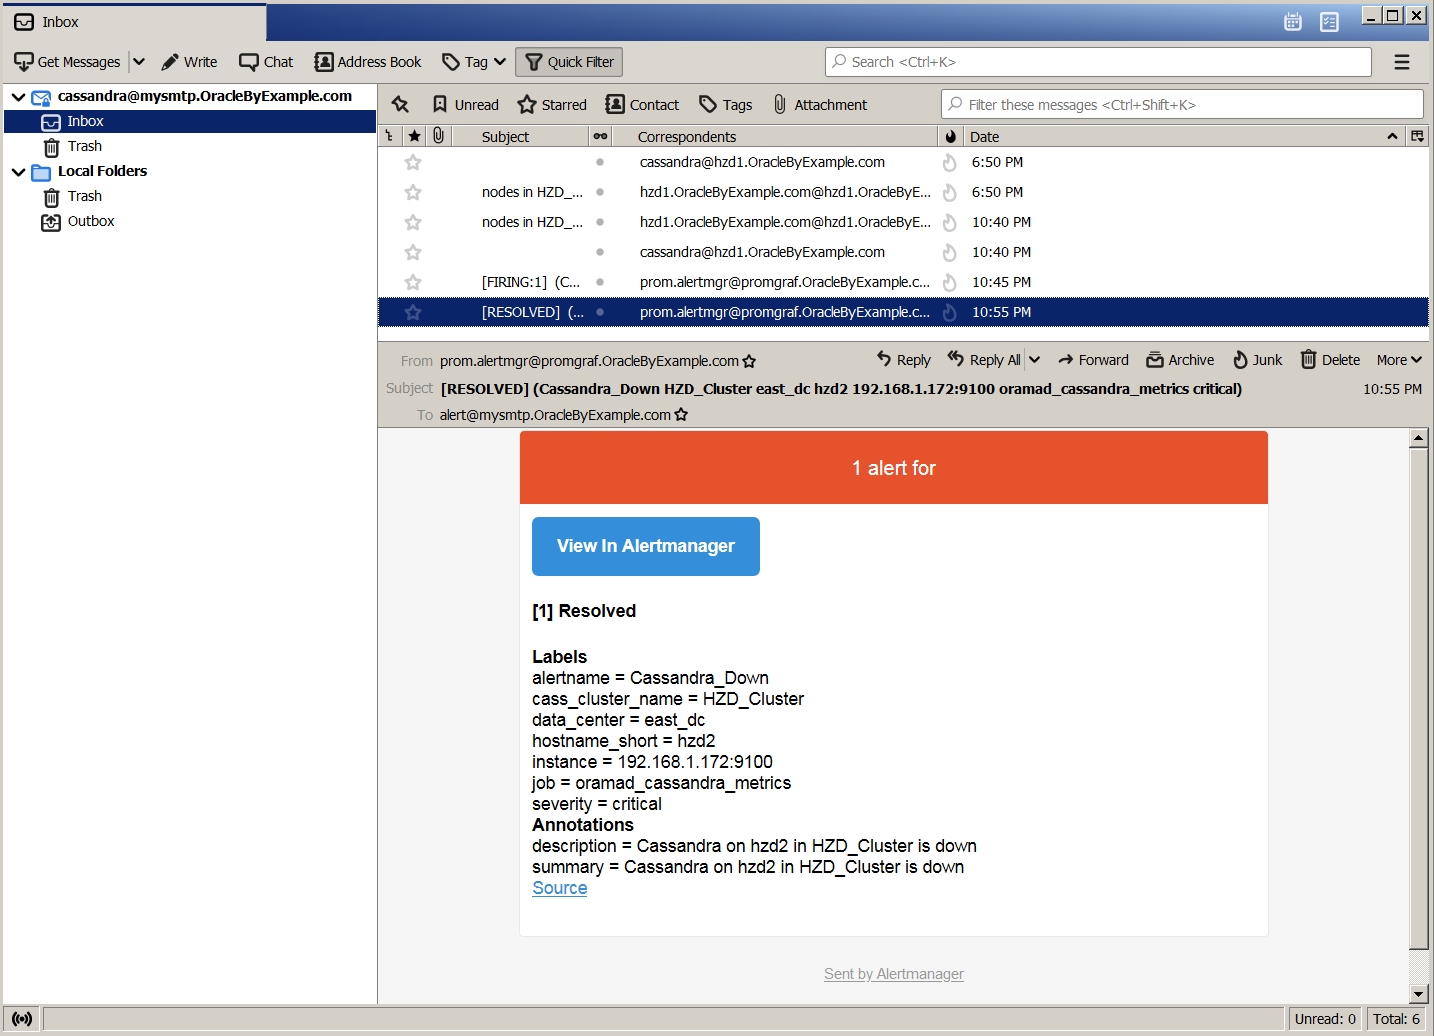 Inbox
Get Messages Write Chat Address Book Tag Quick Filter Search <Ctrl+K>
cassandra@mysmtp.OracleByExample.com
Inbox
Trash
Local Folders
Trash
Outbox
Unread Starred Contact Tags Attachment Filter these messages <Ctrl+Shift+K>
Subject Correspondents Date
cassandra@hzd1.OracleByExample.com 6:50 PM
nodes in HZD_... hzd1.OracleByExample.com@hzd1.OracleByE... 6:50 PM
nodes in HZD_... hzd1.OracleByExample.com@hzd1.OracleByE... 10:40 PM
cassandra@hzd1.OracleByExample.com 10:40 PM
[FIRING:1] (C... prom.alertmgr@promgraf.OracleByExample.c... 10:45 PM
[RESOLVED] (... prom.alertmgr@promgraf.OracleByExample.c... 10:55 PM
From prom.alertmgr@promgraf.OracleByExample.com Reply Reply All Forward Archive Junk Delete More
Subject [RESOLVED] (Cassandra_Down HZD_Cluster east_dc hzd2 192.168.1.172:9100 oramad_cassandra_metrics critical) 10:55 PM
To alert@mysmtp.OracleByExample.com
1 alert for
View In Alertmanager
[1] Resolved
Labels
alertname = Cassandra_Down
cass_cluster_name = HZD_Cluster
data_center = east_dc
hostname_short = hzd2
instance = 192.168.1.172:9100
job = oramad_cassandra_metrics
severity = critical
Annotations
description = Cassandra on hzd2 in HZD_Cluster is down
summary = Cassandra on hzd2 in HZD_Cluster is down
Source
Sent by Alertmanager
Unread: 0 Total: 6